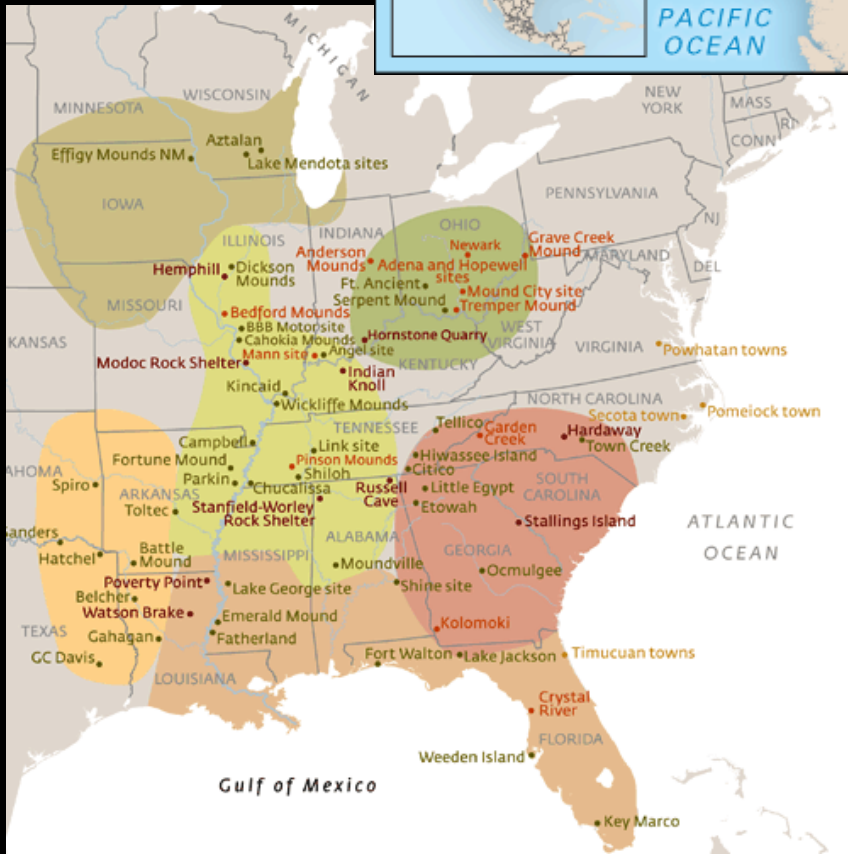 PACIFIC
OCEAN
MICHIGAN
WISCONSIN
MINNESOTA
NEW
YORK
MASS
RI
CONN
Aztalan
Effigy Mounds NM
Lake Mendota sites
PENNSYLVANIA
IOWA
NJ
OHIO
INDIANA
ILLINOIS
Newark
Grave Creek
Mound
MARYLAND
DEL
Anderson
Mounds
Adena and Hopewell
sites
Hemphill
Dickson
Mounds
Ft. Ancient
Mound City site
Serpent Mound
Tremper Mound
MISSOURI
Bedford Mounds
BBB Motor site
WEST
VIRGINIA
Hornstone Quarry
KANSAS
Cahokia Mounds
VIRGINIA
Powhatan towns
Mann site
Angel site
Modoc Rock Shelter
KENTUCKY
Indian
Knoll
Kincaid
NORTH CAROLINA
Wickliffe Mounds
Secota town
Pomeiock town
TENNESSEE
Tellico
Garden
Creek
Hardaway
Town Creek
Campbell
Link site
Hiwassee Island
Fortune Mound
Pinson Mounds
Citico
AHOMA
Shiloh
Parkin
Spiro
Chucalissa
Russell
Cave
Little Egypt
SOUTH
CAROLINA
ARKANSAS
Toltec
Stanfield-Worley
Rock Shelter
Etowah
Stallings Island
ATLANTIC
OCEAN
Sanders
ALABAMA
Hatchel
Battle
Mound
MISSISSIPPI
GEORGIA
Moundville
Ocmulgee
Poverty Point
Lake George site
Shine site
Belcher
Watson Brake
Emerald Mound
Kolomoki
TEXAS
Gahagan
Fatherland
GC Davis
Fort Walton
Lake Jackson
Timucuan towns
LOUISIANA
Crystal
River
FLORIDA
Weeden Island
Gulf of Mexico
Key Marco